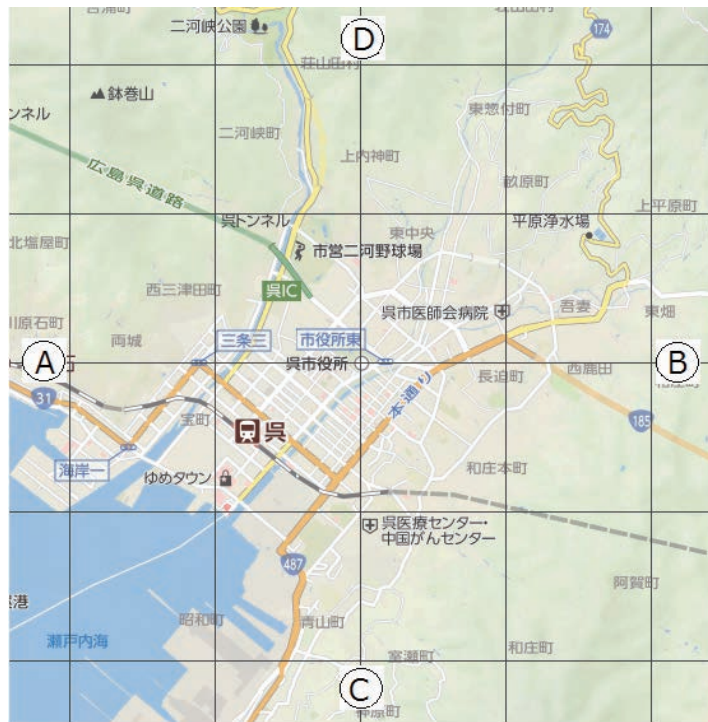 二河峡公園
D
174
荘山田村
鉢巻山
東惣付町
ンネル
二河峡町
上内神町
畝原町
広島呉道路
上平原町
呉トンネル
東中央
平原浄水場
北塩屋町
市営二河野球場
西三津田町
呉IC
呉市医師会病院
吾妻
東畑
川原石町
両城
三条三
市役所東
A
呉市役所
B
長迫町
西鹿田
31
本通り
宝町
呉
185
海岸一
ゆめタウン
和庄本町
呉医療センター・
中国がんセンター
487
阿賀町
昭和町
青山町
瀬戸内海
室瀬町
和庄町
C